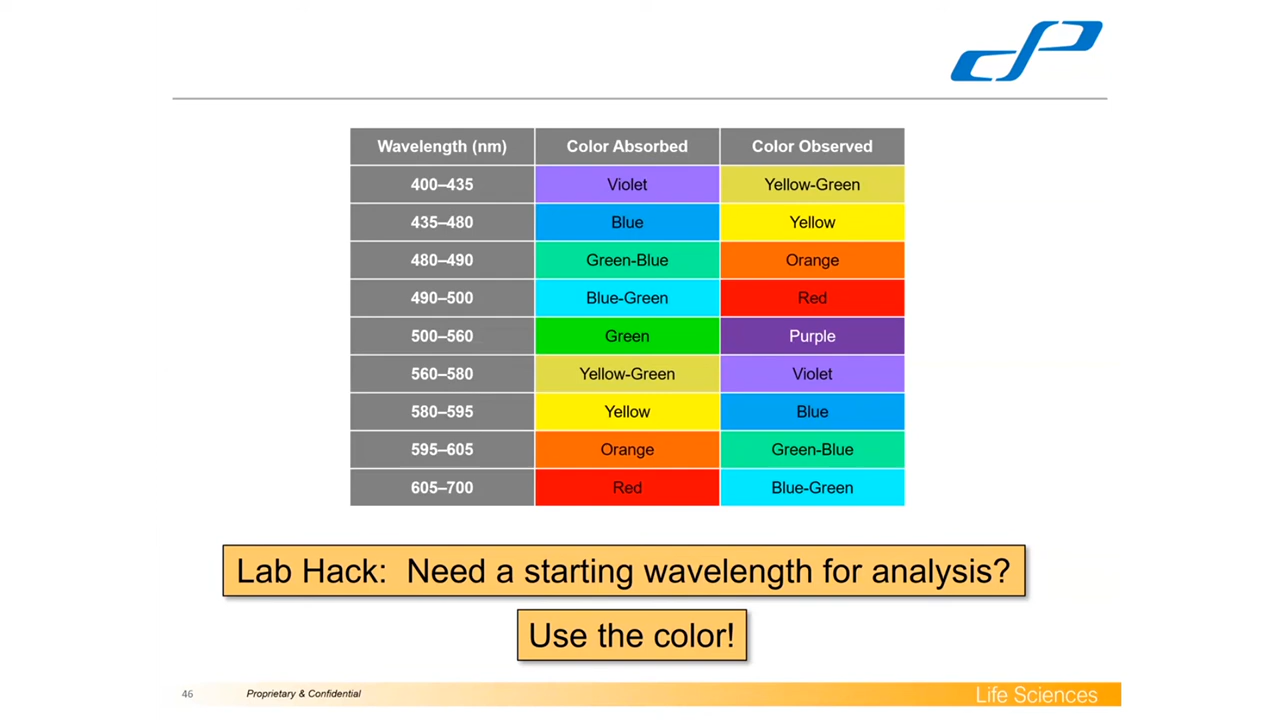 Wavelength (nm) Color Absorbed Color Observed
400–435 Violet Yellow-Green
435–480 Blue Yellow
480–490 Green-Blue Orange
490–500 Blue-Green Red
500–560 Green Purple
560–580 Yellow-Green Violet
580–595 Yellow Blue
595–605 Orange Green-Blue
605–700 Red Blue-Green
Lab Hack: Need a starting wavelength for analysis?
Use the color!
46 Proprietary & Confidential Life Sciences